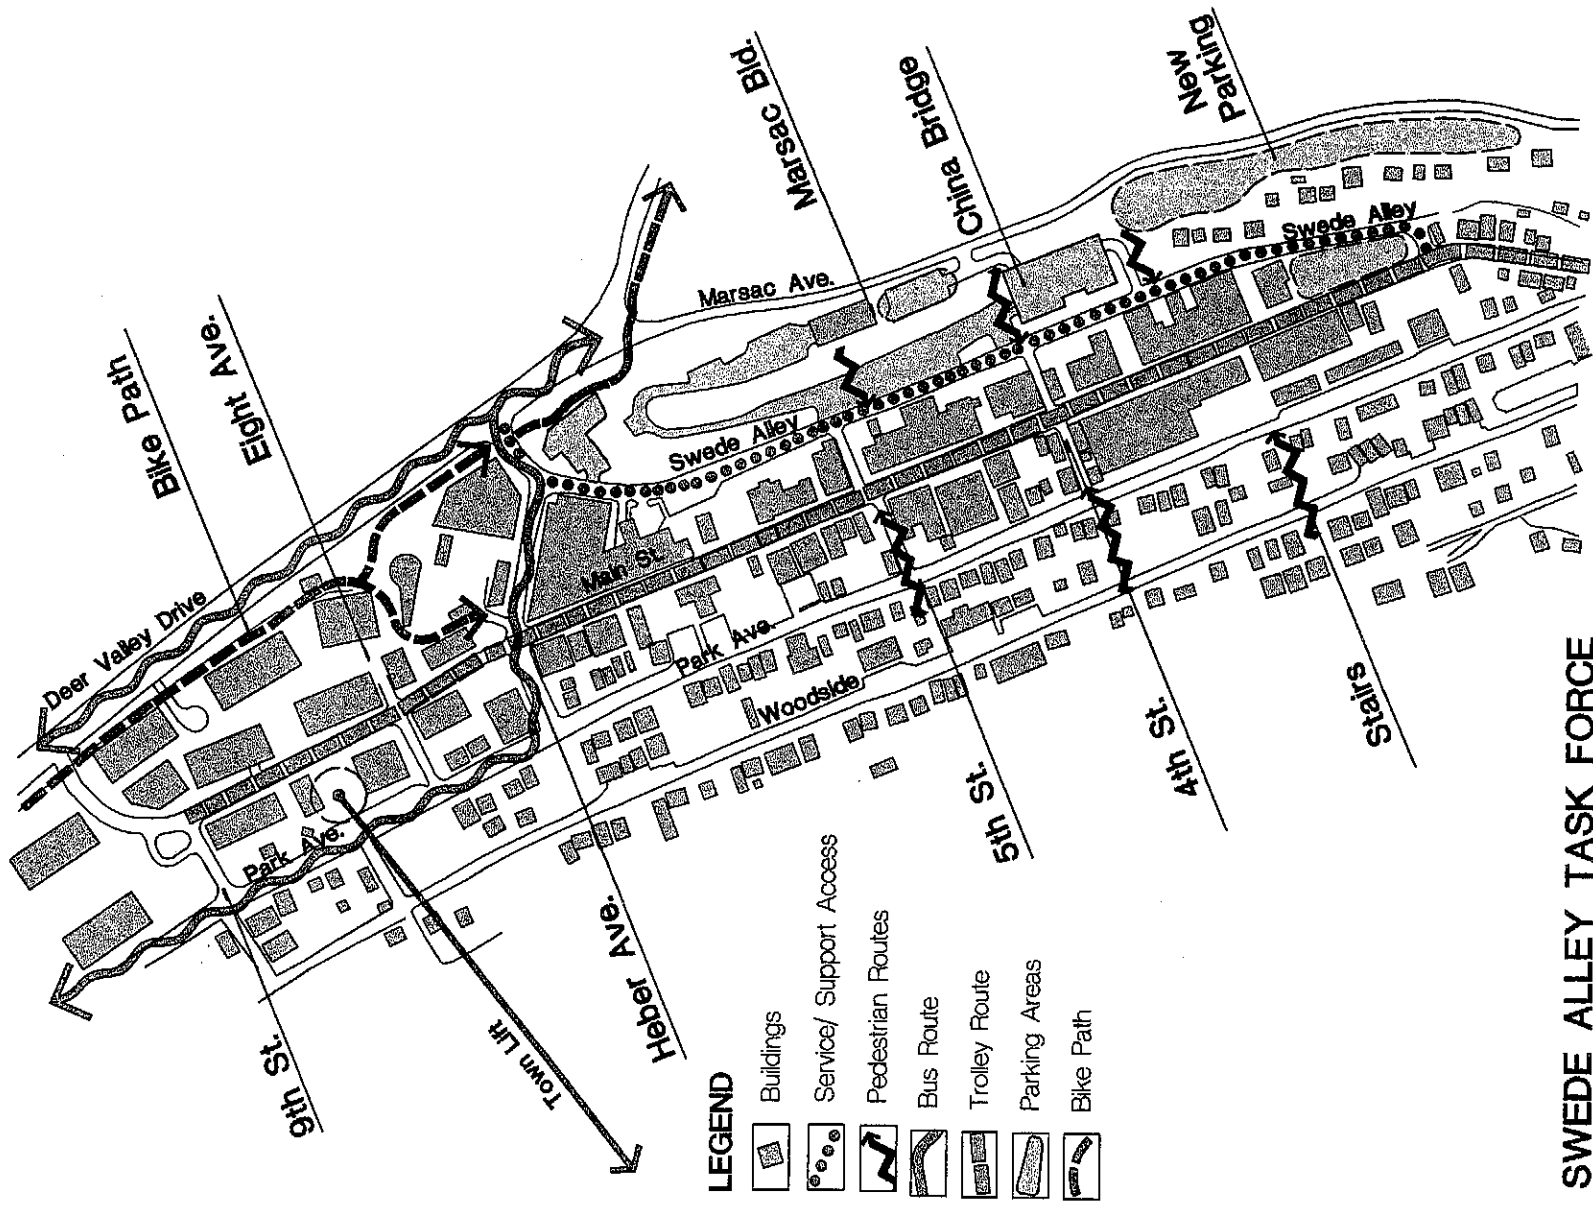 Bike Path
Eight Ave.
Deer Valley Drive
Marsac Bld.
China Bridge
New
Parking
Marsac Ave.
Swede Alley
Swede Alley
Main St.
Park Ave.
Woodside
Park Ave.
9th St.
Town Lift
Heber Ave.
5th St.
4th St.
Stairs
LEGEND
Buildings
Service/ Support Access
Pedestrian Routes
Bus Route
Trolley Route
Parking Areas
Bike Path
SWEDE ALLEY TASK FORCE